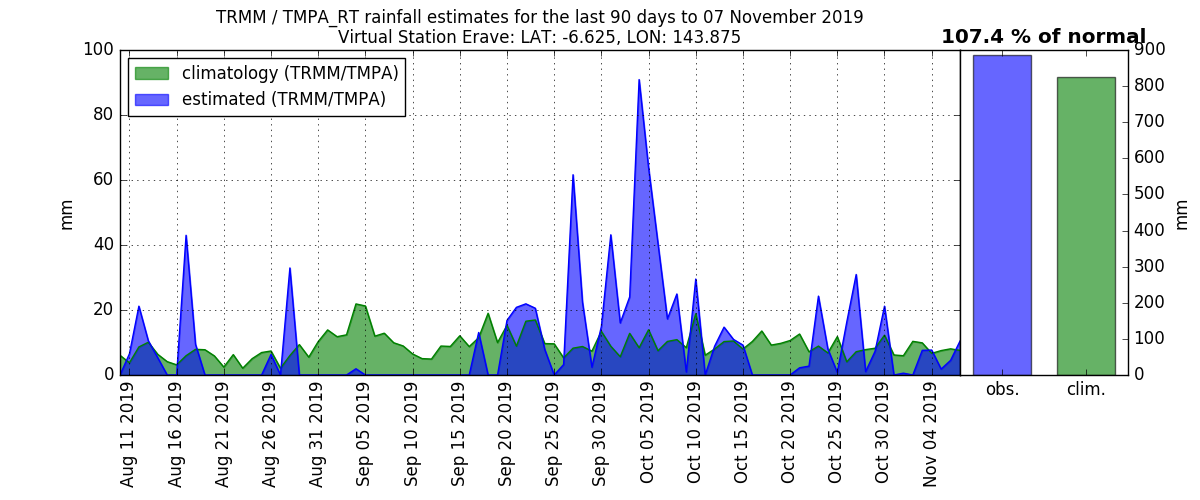 TRMM / TMPA_RT rainfall estimates for the last 90 days to 07 November 2019
Virtual Station Erave: LAT: -6.625, LON: 143.875
107.4 % of normal
climatology (TRMM/TMPA)
estimated (TRMM/TMPA)
100
80
60
40
20
0
mm
900
800
700
600
500
400
300
200
100
0
mm
Aug 11 2019
Aug 16 2019
Aug 21 2019
Aug 26 2019
Aug 31 2019
Sep 05 2019
Sep 10 2019
Sep 15 2019
Sep 20 2019
Sep 25 2019
Sep 30 2019
Oct 05 2019
Oct 10 2019
Oct 15 2019
Oct 20 2019
Oct 25 2019
Oct 30 2019
Nov 04 2019
obs.
clim.